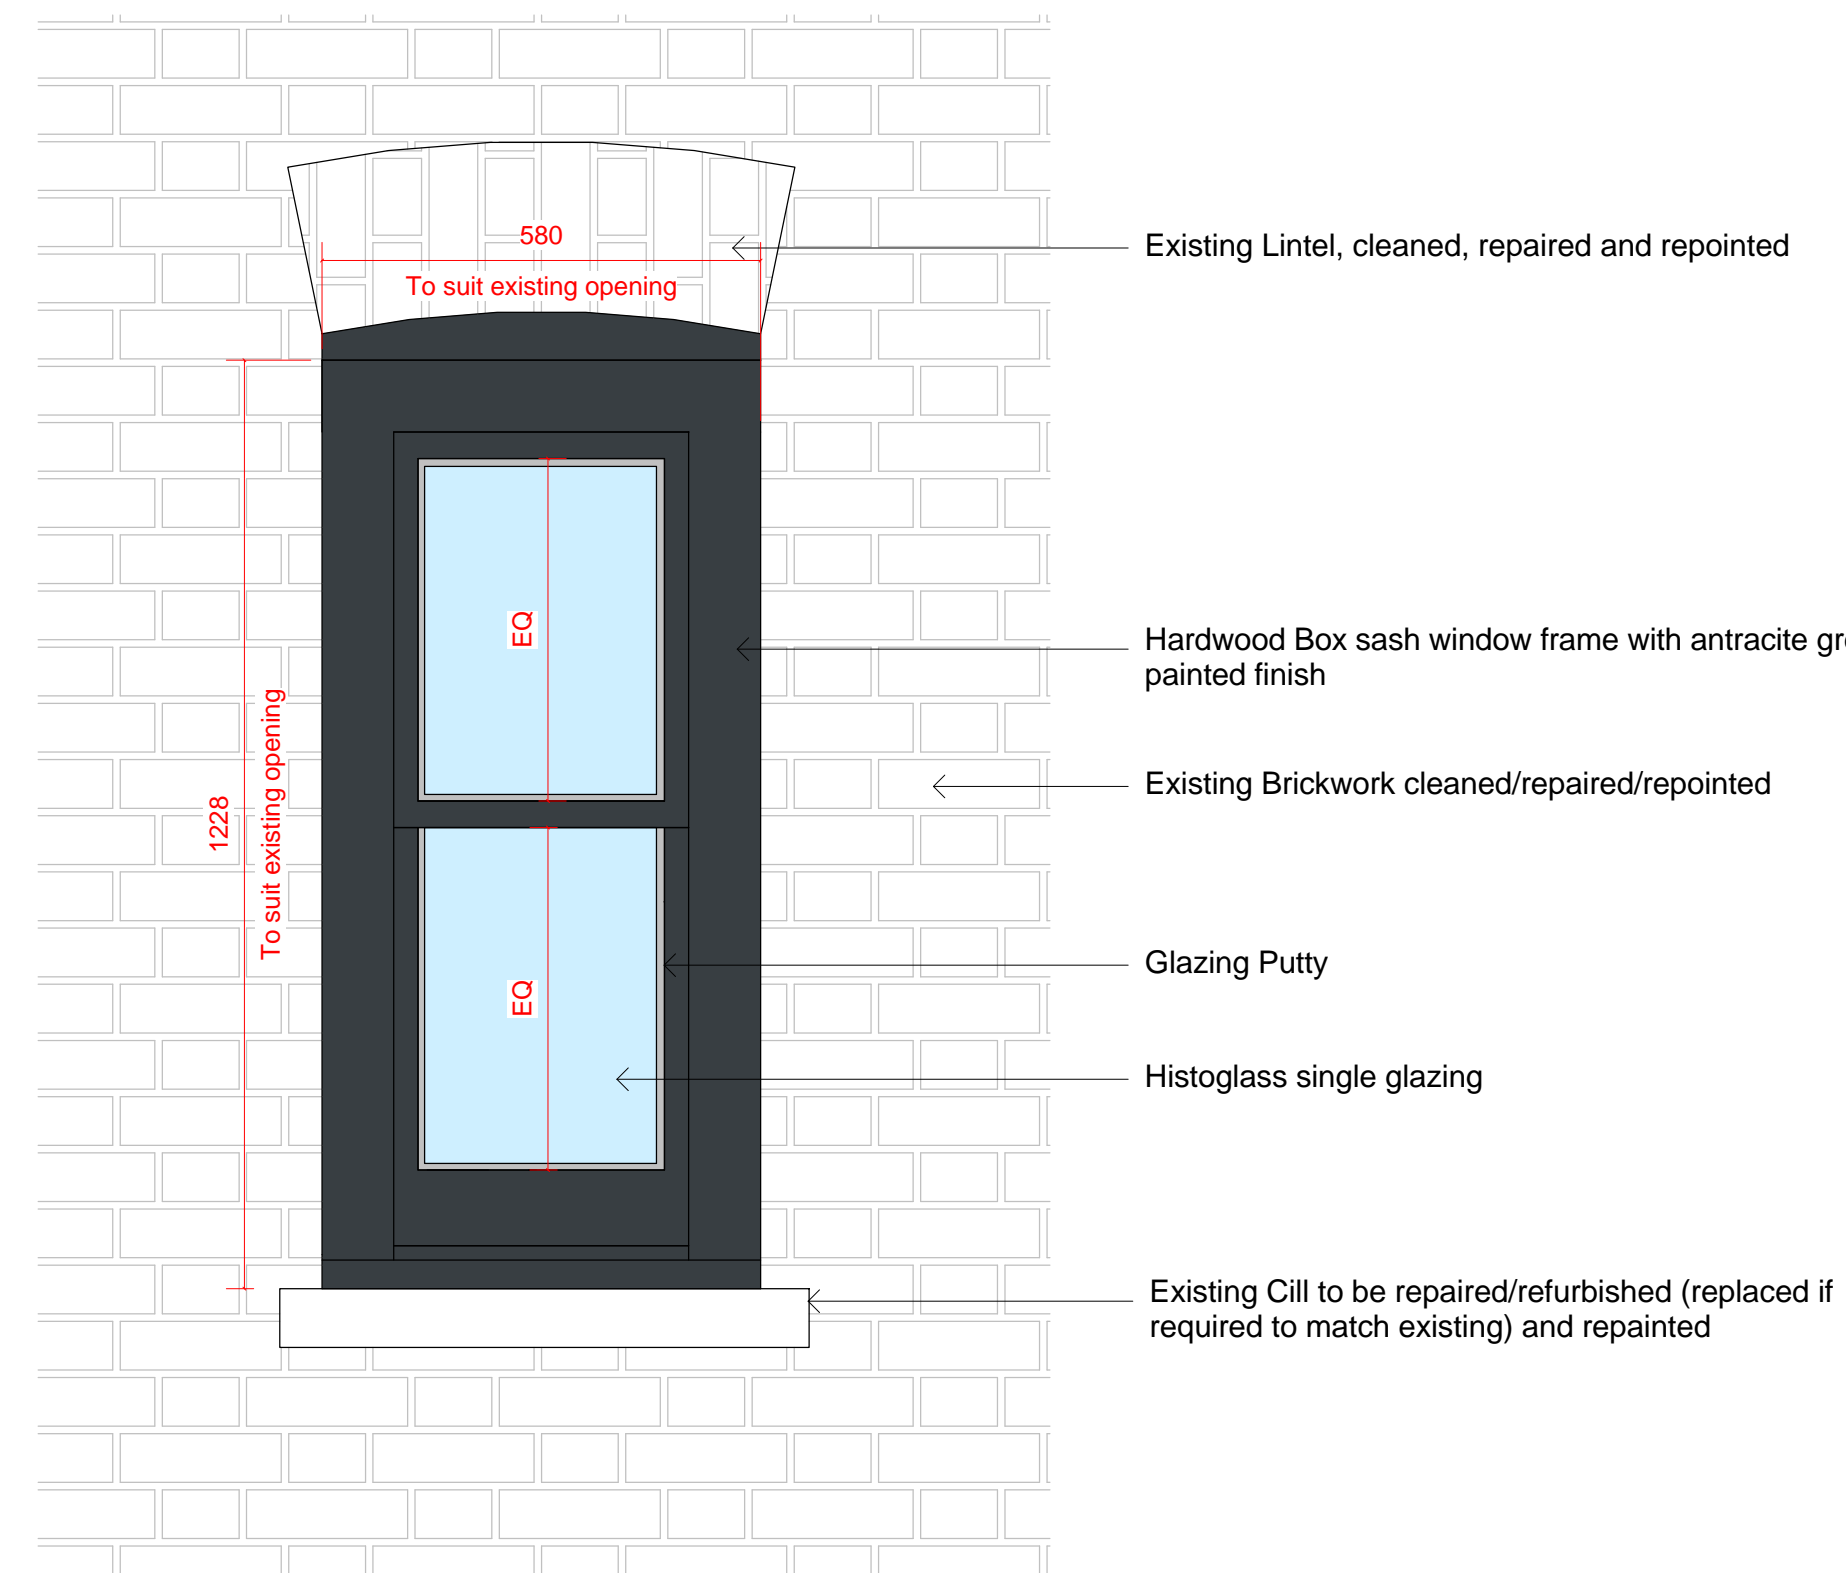 580
To suit existing opening
Existing Lintel, cleaned, repaired and repointed
EQ
Hardwood Box sash window frame with antracite
painted finish
To suit existing opening
1228
Existing Brickwork cleaned/repaired/repointed
Glazing Putty
EQ
Histoglass single glazing
Existing Cill to be repaired/refurbished (replaced if
required to match existing) and repainted